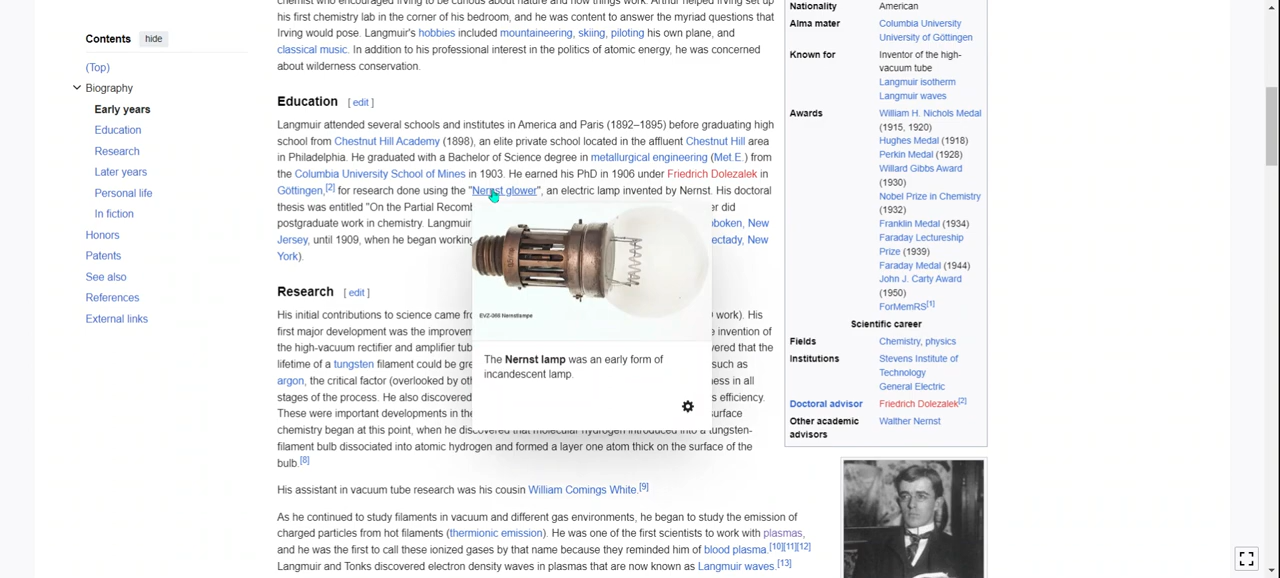 chemist who encouraged Irving to be curious about nature and how things work. Arthur helped Irving set up
his first chemistry lab in the corner of his bedroom, and he was content to answer the myriad questions that
Irving would pose. Langmuir's hobbies included mountaineering, skiing, piloting his own plane, and
classical music. In addition to his professional interest in the politics of atomic energy, he was concerned
about wilderness conservation.
Contents hide
(Top)
Biography
Early years
Education
Research
Later years
Personal life
In fiction
Honors
Patents
See also
References
External links
Education [ edit ]
Langmuir attended several schools and institutes in America and Paris (1892–1895) before graduating high
school from Chestnut Hill Academy (1898), an elite private school located in the affluent Chestnut Hill area
in Philadelphia. He graduated with a Bachelor of Science degree in metallurgical engineering (Met.E.) from
the Columbia University School of Mines in 1903. He earned his PhD in 1906 under Friedrich Dolezalek in
Göttingen,[2] for research done using the "Nernst glower", an electric lamp invented by Nernst. His doctoral
thesis was entitled "On the Partial Recomb er did
postgraduate work in chemistry. Langmuir boken, New
Jersey, until 1909, when he began working ectady, New
York).
EVZ-368 Nernstlampe
The Nernst lamp was an early form of
incandescent lamp.
Research [ edit ]
His initial contributions to science came fr work). His
first major development was the improvem e invention of
the high-vacuum rectifier and amplifier tub vered that the
lifetime of a tungsten filament could be gre such as
argon, the critical factor (overlooked by ot ness in all
stages of the process. He also discovered s efficiency.
These were important developments in the surface
chemistry began at this point, when he discovered that molecular hydrogen introduced into a tungsten-
filament bulb dissociated into atomic hydrogen and formed a layer one atom thick on the surface of the
bulb.[8]
His assistant in vacuum tube research was his cousin William Comings White.[9]
As he continued to study filaments in vacuum and different gas environments, he began to study the emission of
charged particles from hot filaments (thermionic emission). He was one of the first scientists to work with plasmas,
and he was the first to call these ionized gases by that name because they reminded him of blood plasma.[10][11][12]
Langmuir and Tonks discovered electron density waves in plasmas that are now known as Langmuir waves.[13]
Nationality American
Alma mater Columbia University
University of Göttingen
Known for Inventor of the high-
vacuum tube
Langmuir isotherm
Langmuir waves
Awards William H. Nichols Medal
(1915, 1920)
Hughes Medal (1918)
Perkin Medal (1928)
Willard Gibbs Award
(1930)
Nobel Prize in Chemistry
(1932)
Franklin Medal (1934)
Faraday Lectureship
Prize (1939)
Faraday Medal (1944)
John J. Carty Award
(1950)
ForMemRS[1]
Scientific career
Fields Chemistry, physics
Institutions Stevens Institute of
Technology
General Electric
Doctoral advisor Friedrich Dolezalek[2]
Other academic Walther Nernst
advisors